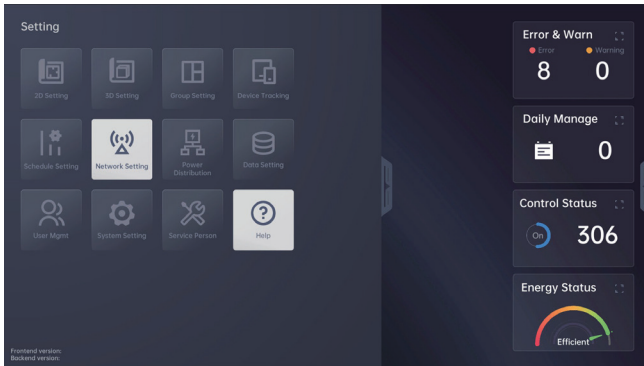 Setting
2D Setting
3D Setting
Group Setting
Device Tracking
Schedule Setting
Network Setting
Power
Distribution
Data Setting
User Mgmt
System Setting
Service Person
Help
Frontend version:
Backend version:
Error & Warn
Error
Warning
8
0
Daily Manage
0
Control Status
On
306
Energy Status
Efficient